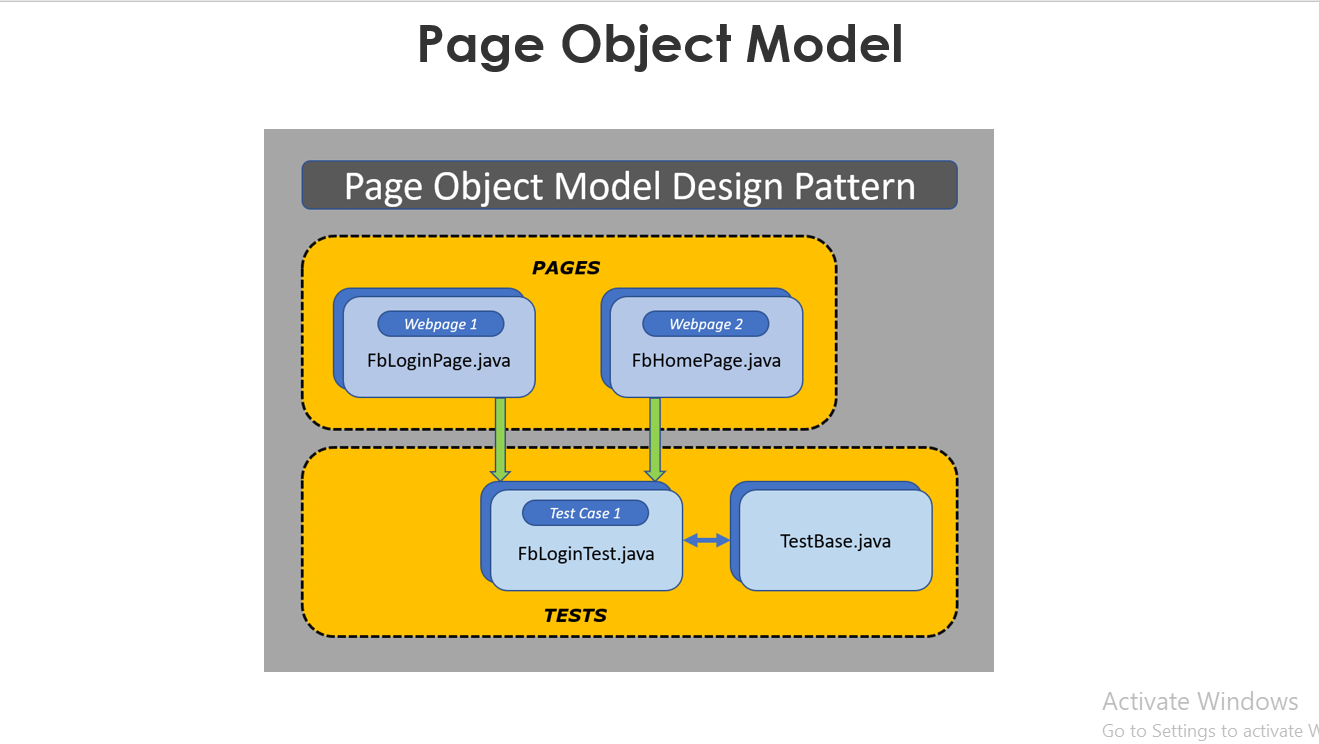 Page Object Model
Page Object Model Design Pattern
PAGES
Webpage 1
FbLoginPage.java
Webpage 2
FbHomePage.java
Test Case 1
FbLoginTest.java
TestBase.java
TESTS
Activate Windows
Go to Settings to activate